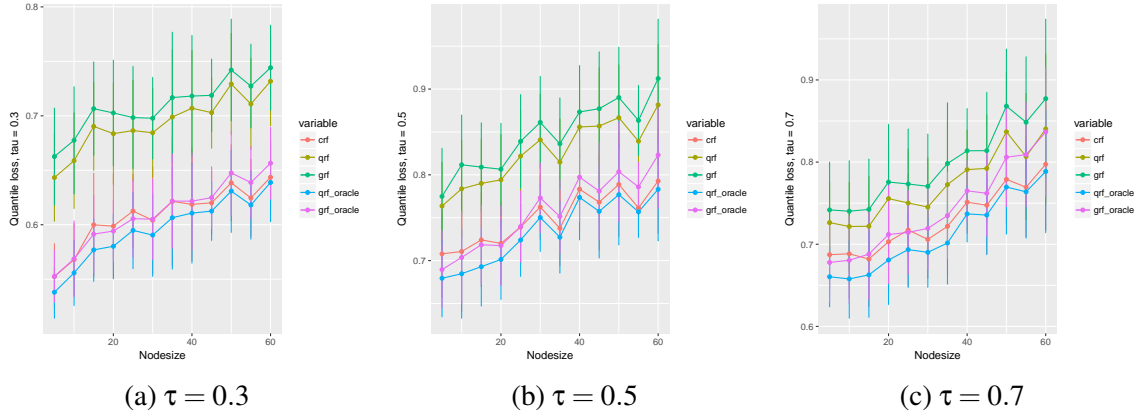 Quantile loss, tau = 0.3
0.8
0.7
0.6
20
40
60
Nodesize
variable
crf
qrf
grf
qrf_oracle
grf_oracle
(a) τ = 0.3
Quantile loss, tau = 0.5
0.9
0.8
0.7
20
40
60
Nodesize
variable
crf
qrf
grf
qrf_oracle
grf_oracle
(b) τ = 0.5
Quantile loss, tau = 0.7
0.9
0.8
0.7
0.6
20
40
60
Nodesize
variable
crf
qrf
grf
qrf_oracle
grf_oracle
(c) τ = 0.7